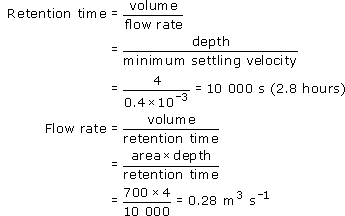 Retention time = volume / flow rate
= depth / minimum settling velocity
= 4 / 0.4 × 10⁻³ = 10 000 s (2.8 hours)
Flow rate = volume / retention time
= area × depth / retention time
= 700 × 4 / 10 000 = 0.28 m³ s⁻¹